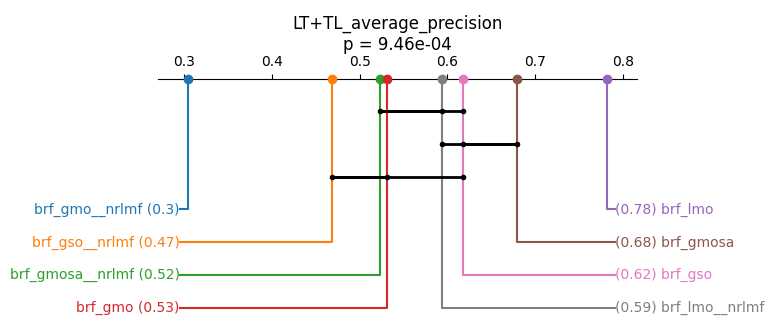 LT+TL_average_precision
p = 9.46e-04
0.3 0.4 0.5 0.6 0.7 0.8
brf_gmo__nrlmf (0.3) (0.78) brf_lmo
brf_gso__nrlmf (0.47) (0.68) brf_gmosa
brf_gmosa__nrlmf (0.52) (0.62) brf_gso
brf_gmo (0.53) (0.59) brf_lmo__nrlmf